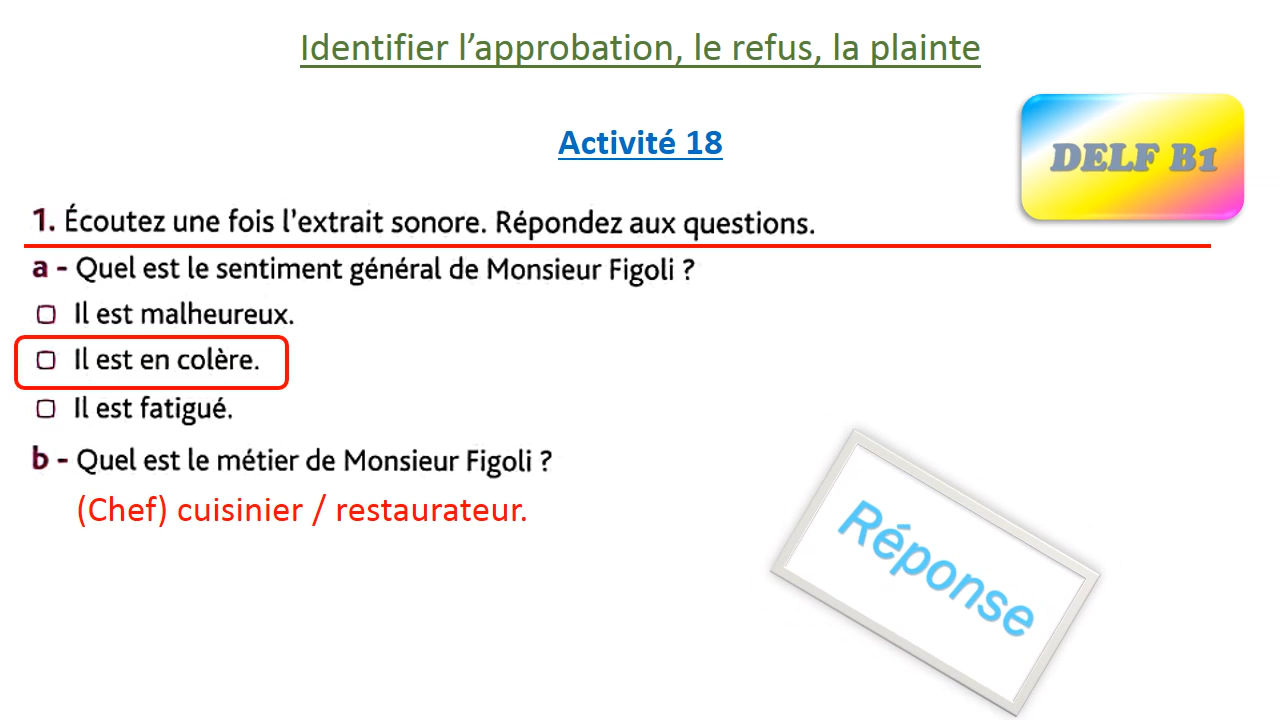 Identifier l’approbation, le refus, la plainte
Activité 18
DELF B1
1. Écoutez une fois l’extrait sonore. Répondez aux questions.
a - Quel est le sentiment général de Monsieur Figoli ?
Il est malheureux.
Il est en colère.
Il est fatigué.
b - Quel est le métier de Monsieur Figoli ?
(Chef) cuisinier / restaurateur.
Réponse